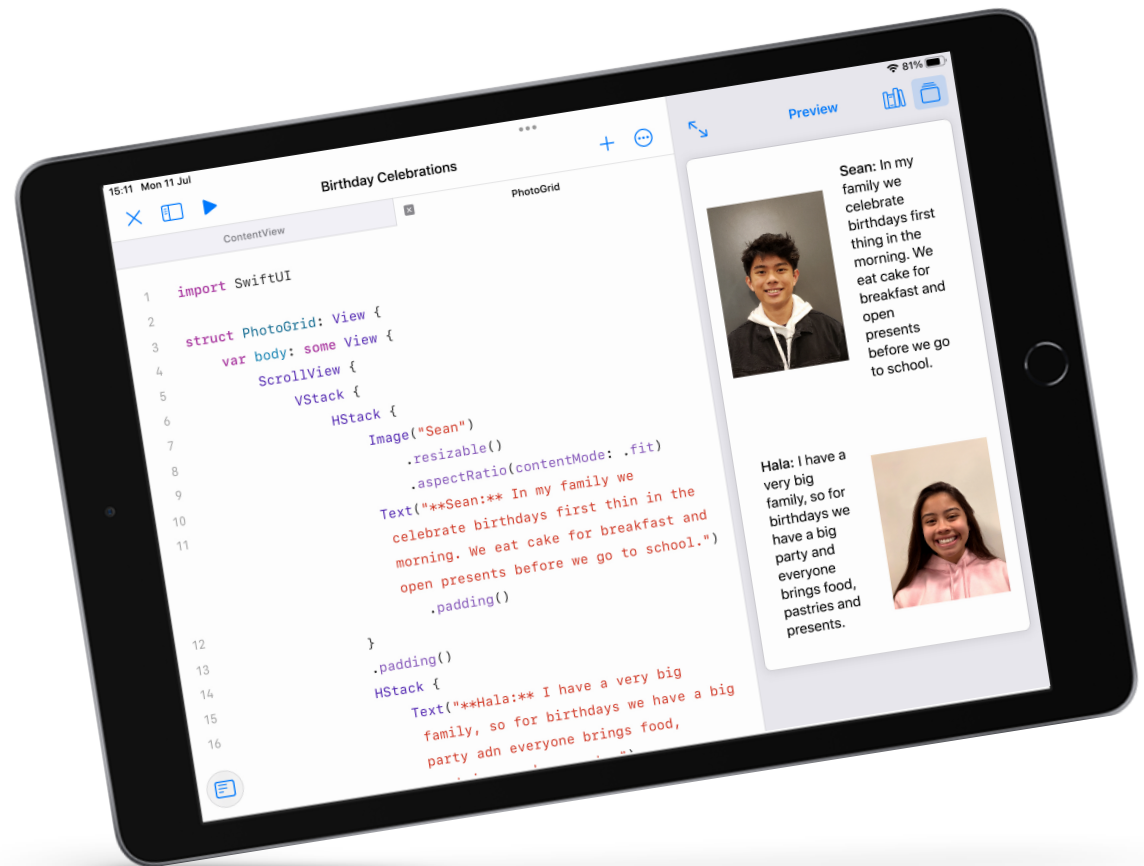 15:11 Mon 11 Jul
81%
Birthday Celebrations
Preview
ContentView
PhotoGrid
1 import SwiftUI
2
3 struct PhotoGrid: View {
4 var body: some View {
5 ScrollView {
6 VStack {
7 HStack {
8 Image("Sean")
9 .resizable()
10 .aspectRatio(contentMode: .fit)
11 Text("**Sean:** In my family we
celebrate birthdays first thin in the
morning. We eat cake for breakfast and
open presents before we go to school.")
12 .padding()
13 }
14 .padding()
15 HStack {
16 Text("**Hala:** I have a very big
family, so for birthdays we have a big
party adn everyone brings food,
Sean: In my
family we
celebrate
birthdays first
thing in the
morning. We
eat cake for
breakfast and
open
presents
before we go
to school.
Hala: I have a
very big
family, so for
birthdays we
have a big
party and
everyone
brings food,
pastries and
presents.